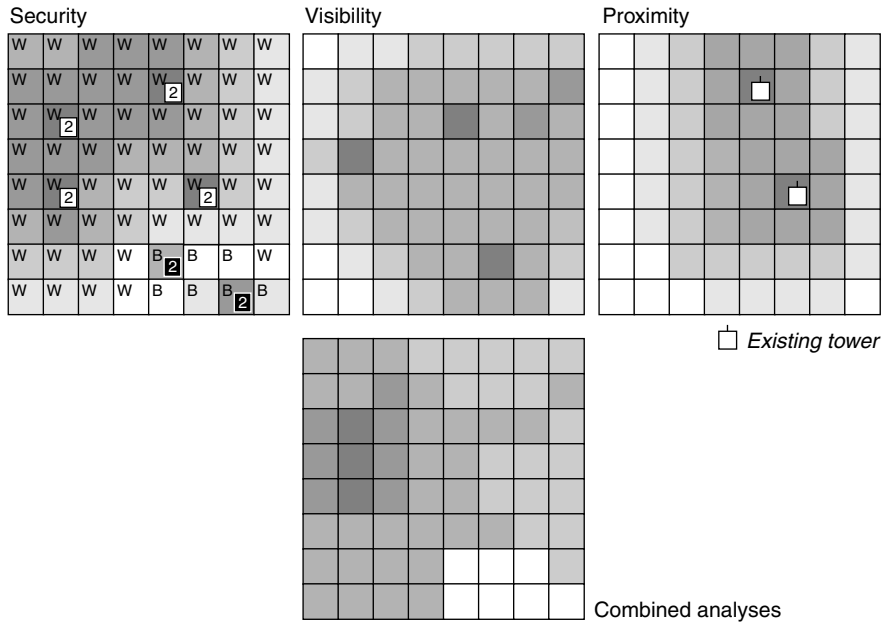 Security Visibility Proximity
W W W W W W W W
W W W W W W W W
2
W W W W W W W W
2
W W W W W W W W
W W W W W W W W
2 2
W W W W W W W W
W W W W B B B W
2
W W W W B B B B
2
Existing tower
Combined analyses